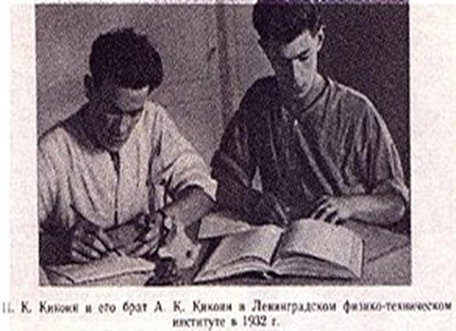 И. К. Кикоин и его брат А. К. Кикоин в Ленинградском физико-техническом
институте в 1932 г.